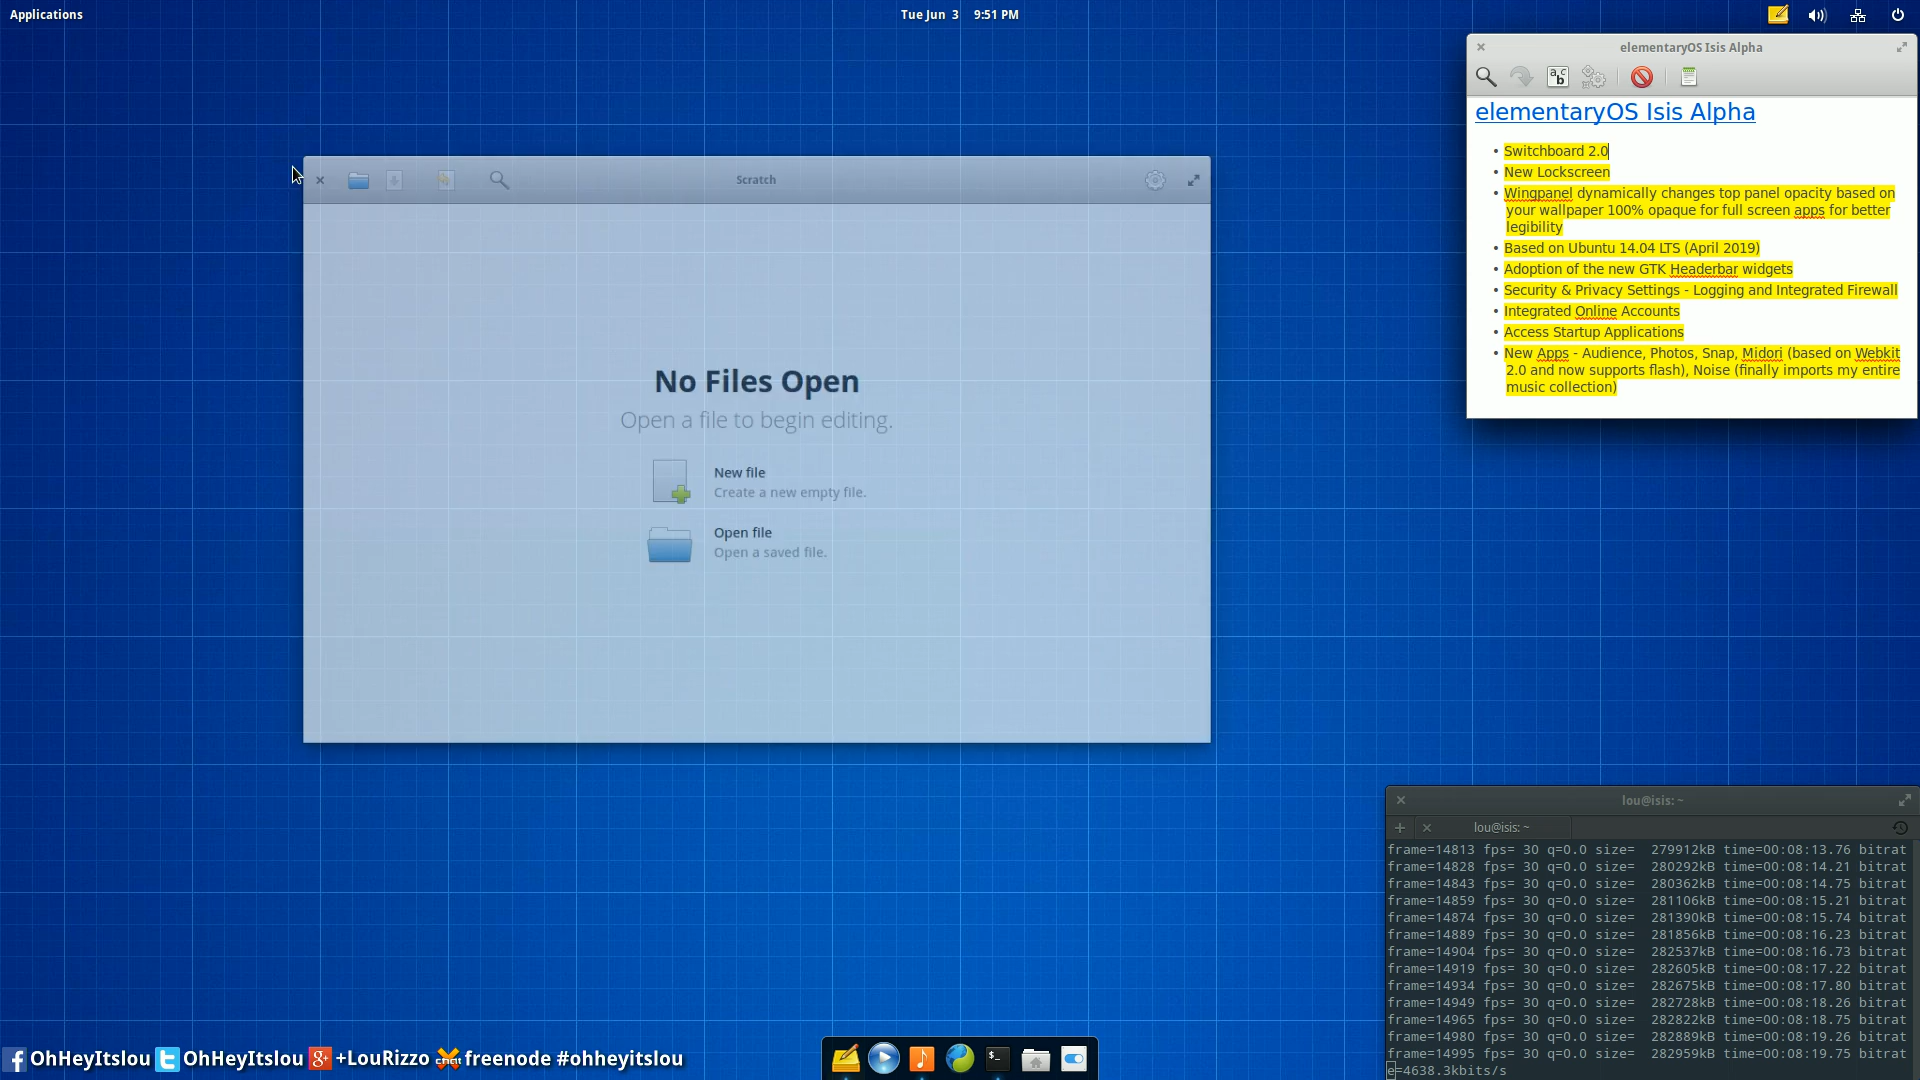 Applications
Tue Jun 3 9:51 PM
elementaryOS Isis Alpha
elementaryOS Isis Alpha
• Switchboard 2.0
• New Lockscreen
• Wingpanel dynamically changes top panel opacity based on
your wallpaper 100% opaque for full screen apps for better
legibility
• Based on Ubuntu 14.04 LTS (April 2019)
• Adoption of the new GTK Headerbar widgets
• Security & Privacy Settings - Logging and Integrated Firewall
• Integrated Online Accounts
• Access Startup Applications
• New Apps - Audience, Photos, Snap, Midori (based on Webkit
2.0 and now supports flash), Noise (finally imports my entire
music collection)
Scratch
No Files Open
Open a file to begin editing.
New file
Create a new empty file.
Open file
Open a saved file.
lou@isis: ~
lou@isis: ~
frame=14813 fps= 30 q=0.0 size=  279912kB time=00:08:13.76 bitrat
frame=14828 fps= 30 q=0.0 size=  280292kB time=00:08:14.21 bitrat
frame=14843 fps= 30 q=0.0 size=  280362kB time=00:08:14.75 bitrat
frame=14859 fps= 30 q=0.0 size=  281106kB time=00:08:15.21 bitrat
frame=14874 fps= 30 q=0.0 size=  281390kB time=00:08:15.74 bitrat
frame=14889 fps= 30 q=0.0 size=  281856kB time=00:08:16.23 bitrat
frame=14904 fps= 30 q=0.0 size=  282537kB time=00:08:16.73 bitrat
frame=14919 fps= 30 q=0.0 size=  282605kB time=00:08:17.22 bitrat
frame=14934 fps= 30 q=0.0 size=  282675kB time=00:08:17.80 bitrat
frame=14949 fps= 30 q=0.0 size=  282728kB time=00:08:18.26 bitrat
frame=14965 fps= 30 q=0.0 size=  282822kB time=00:08:18.75 bitrat
frame=14980 fps= 30 q=0.0 size=  282889kB time=00:08:19.26 bitrat
frame=14995 fps= 30 q=0.0 size=  282959kB time=00:08:19.75 bitrat
e=4638.3kbits/s
OhHeyItslou OhHeyItslou +LouRizzo chat freenode #ohheyitslou